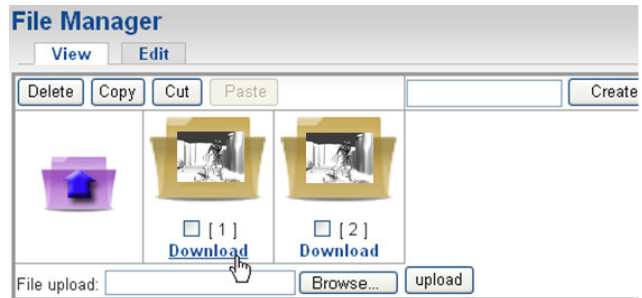 File Manager
View Edit
Delete Copy Cut Paste Create
[ 1 ] [ 2 ]
Download Download
File upload: Browse... upload